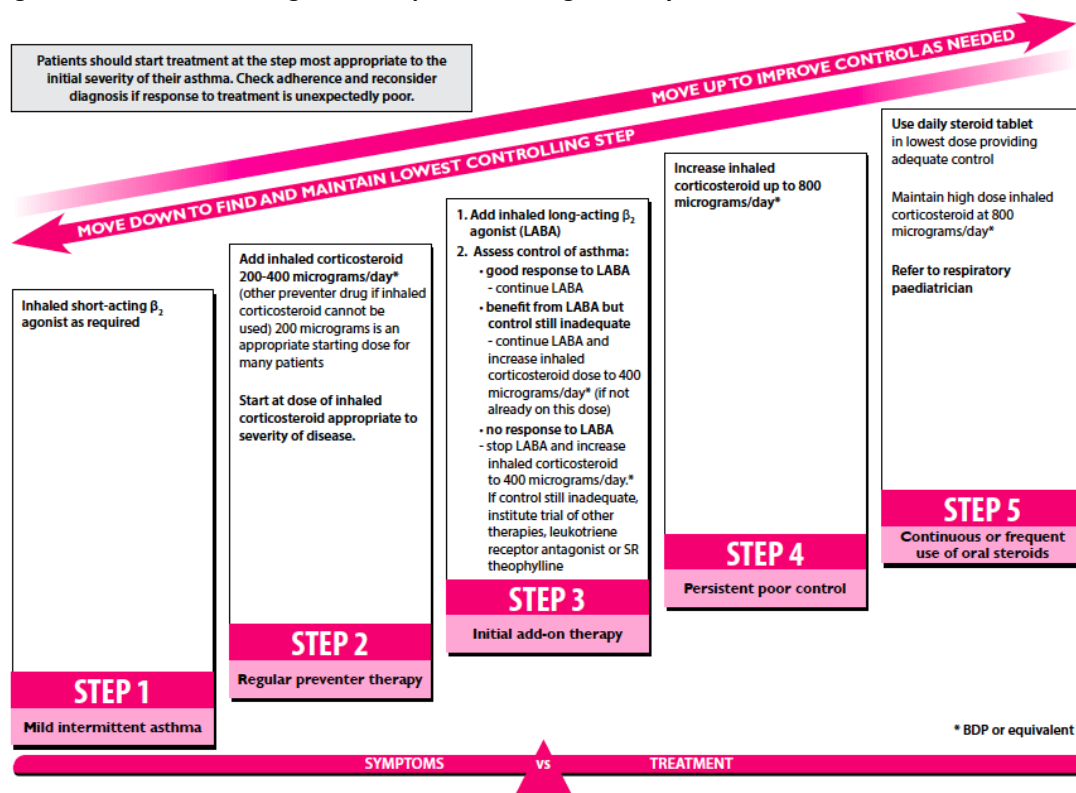 Patients should start treatment at the step most appropriate to the
initial severity of their asthma. Check adherence and reconsider
diagnosis if response to treatment is unexpectedly poor.
MOVE UP TO IMPROVE CONTROL AS NEEDED
MOVE DOWN TO FIND AND MAINTAIN LOWEST CONTROLLING STEP
Inhaled short-acting β₂
agonist as required
STEP 1
Mild intermittent asthma
Add inhaled corticosteroid
200-400 micrograms/day*
(other preventer drug if inhaled
corticosteroid cannot be
used) 200 micrograms is an
appropriate starting dose for
many patients
Start at dose of inhaled
corticosteroid appropriate to
severity of disease.
STEP 2
Regular preventer therapy
1. Add inhaled long-acting β₂
agonist (LABA)
2. Assess control of asthma:
• good response to LABA
- continue LABA
• benefit from LABA but
control still inadequate
- continue LABA and
increase inhaled
corticosteroid dose to 400
micrograms/day* (if not
already on this dose)
• no response to LABA
- stop LABA and increase
inhaled corticosteroid
to 400 micrograms/day.*
If control still inadequate,
institute trial of other
therapies, leukotriene
receptor antagonist or SR
theophylline
STEP 3
Initial add-on therapy
Increase inhaled
corticosteroid up to 800
micrograms/day*
STEP 4
Persistent poor control
Use daily steroid tablet
in lowest dose providing
adequate control
Maintain high dose inhaled
corticosteroid at 800
micrograms/day*
Refer to respiratory
paediatrician
STEP 5
Continuous or frequent
use of oral steroids
* BDP or equivalent
SYMPTOMS vs TREATMENT